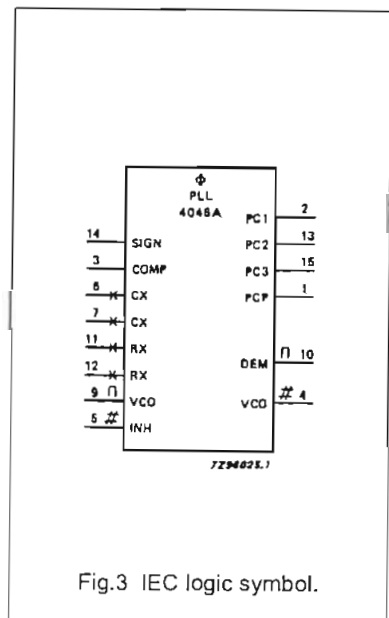 Φ
PLL
4046A
14 SIGN
3 COMP
6 CX
7 CX
11 RX
12 RX
9 VCO
5 # INH
PC1 2
PC2 13
PC3 15
PCP 1
DEM 10
VCO # 4
7Z94025.1
Fig.3 IEC logic symbol.